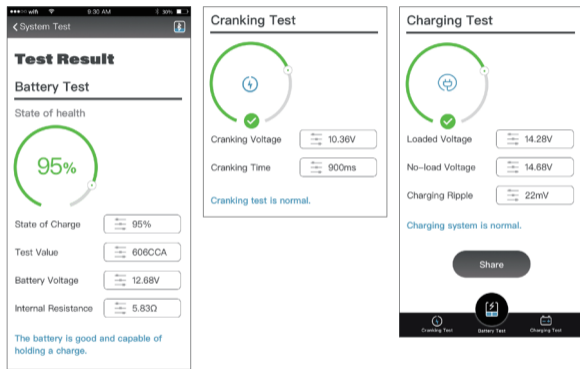 wifi
9:30 AM
30%
System Test
Test Result
Battery Test
State of health
95%
State of Charge 95%
Test Value 606CCA
Battery Voltage 12.68V
Internal Resistance 5.83Ω
The battery is good and capable of
holding a charge.
Cranking Test
Cranking Voltage 10.36V
Cranking Time 900ms
Cranking test is normal.
Charging Test
Loaded Voltage 14.28V
No-load Voltage 14.68V
Charging Ripple 22mV
Charging system is normal.
Share
Cranking Test Battery Test Charging Test